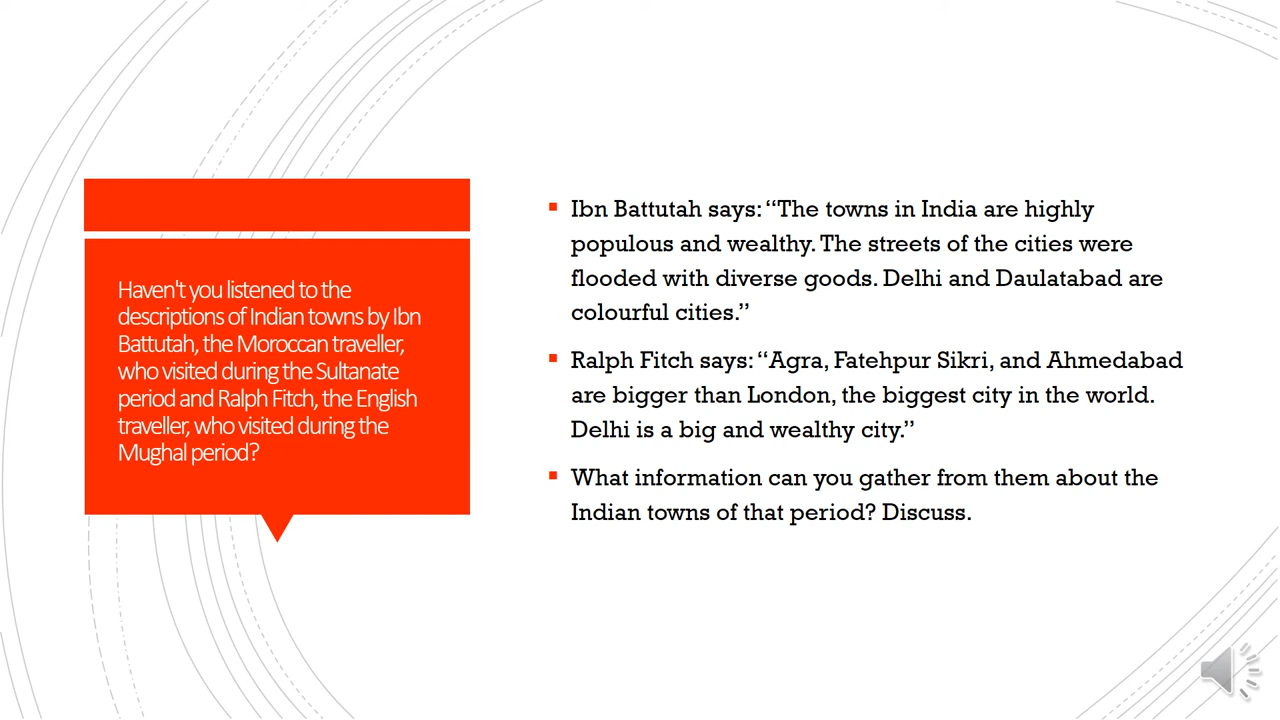 Haven't you listened to the
descriptions of Indian towns by Ibn
Battutah, the Moroccan traveller,
who visited during the Sultanate
period and Ralph Fitch, the English
traveller, who visited during the
Mughal period?
▪ Ibn Battutah says: “The towns in India are highly
populous and wealthy. The streets of the cities were
flooded with diverse goods. Delhi and Daulatabad are
colourful cities.”
▪ Ralph Fitch says: “Agra, Fatehpur Sikri, and Ahmedabad
are bigger than London, the biggest city in the world.
Delhi is a big and wealthy city.”
▪ What information can you gather from them about the
Indian towns of that period? Discuss.